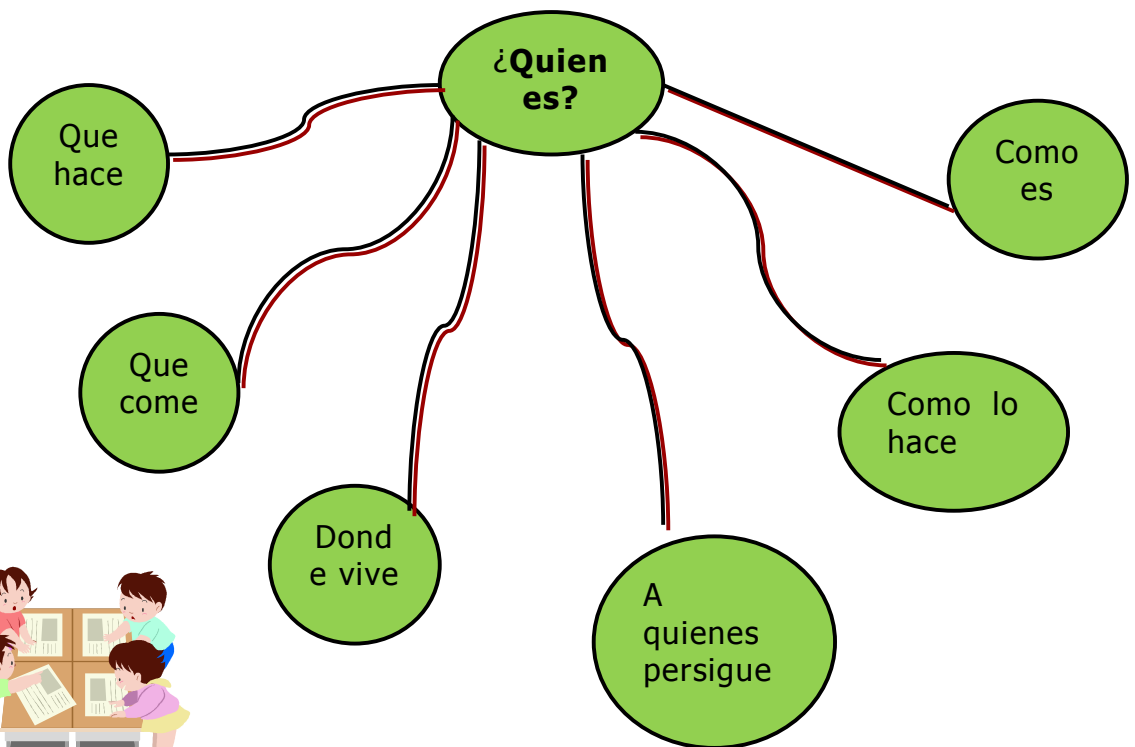 ¿Quien
es?
Que
hace
Como
es
Que
come
Como lo
hace
Dond
e vive
A
quienes
persigue